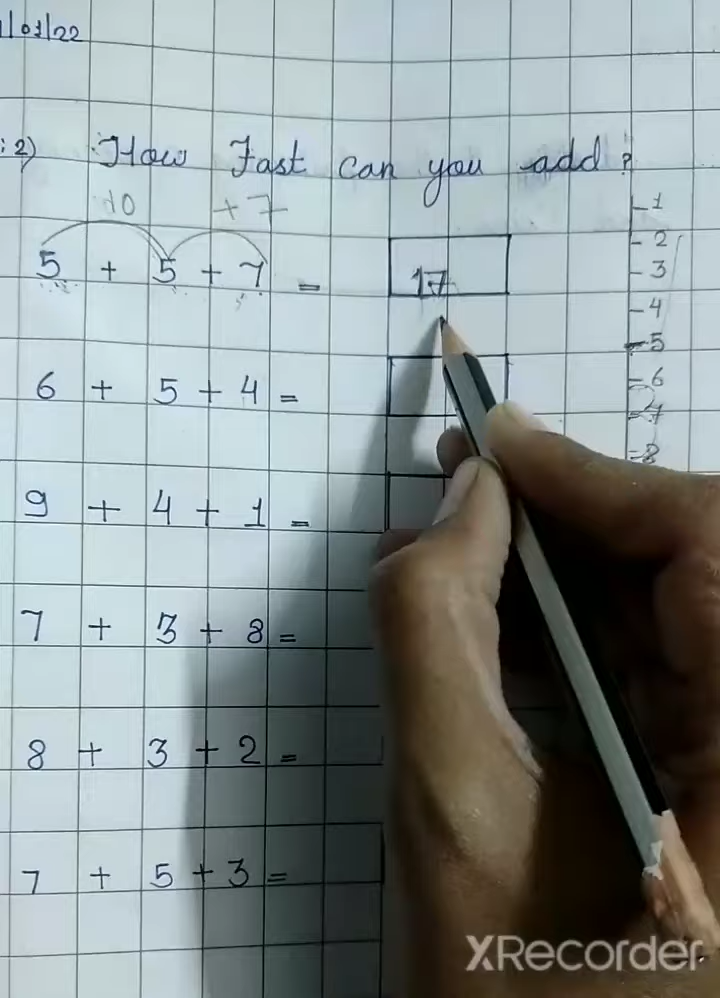 1/01/22
:2) How Fast can you add?
10 +7
5 + 5 + 7 = 17
6 + 5 + 4 =
9 + 4 + 1 =
7 + 3 + 8 =
8 + 3 + 2 =
7 + 5 + 3 =
-1
-2
-3
-4
-5
-6
-7
-8
XRecorder